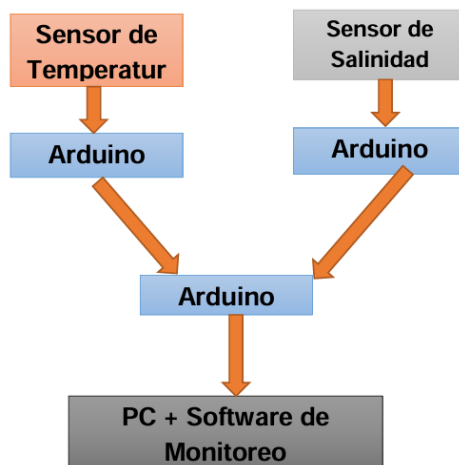 Sensor de
Temperatur
Sensor de
Salinidad
Arduino
Arduino
Arduino
PC + Software de
Monitoreo